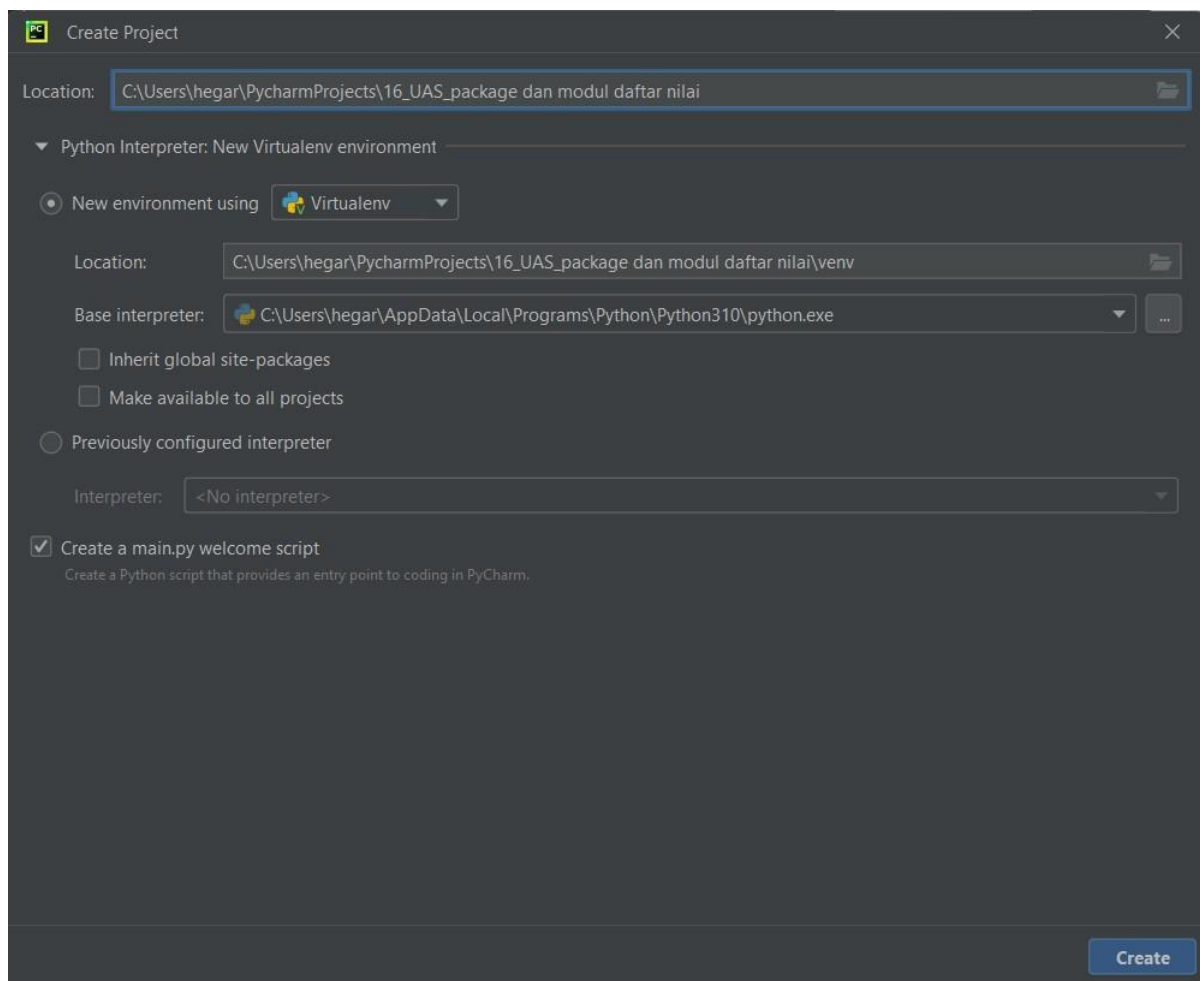 PC
Create Project
Location: C:\Users\hegar\PycharmProjects\16_UAS_package dan modul daftar nilai
Python Interpreter: New Virtualenv environment
New environment using Virtualenv
Location: C:\Users\hegar\PycharmProjects\16_UAS_package dan modul daftar nilai\venv
Base interpreter: C:\Users\hegar\AppData\Local\Programs\Python\Python310\python.exe ...
Inherit global site-packages
Make available to all projects
Previously configured interpreter
Interpreter: <No interpreter>
Create a main.py welcome script
Create a Python script that provides an entry point to coding in PyCharm.
Create